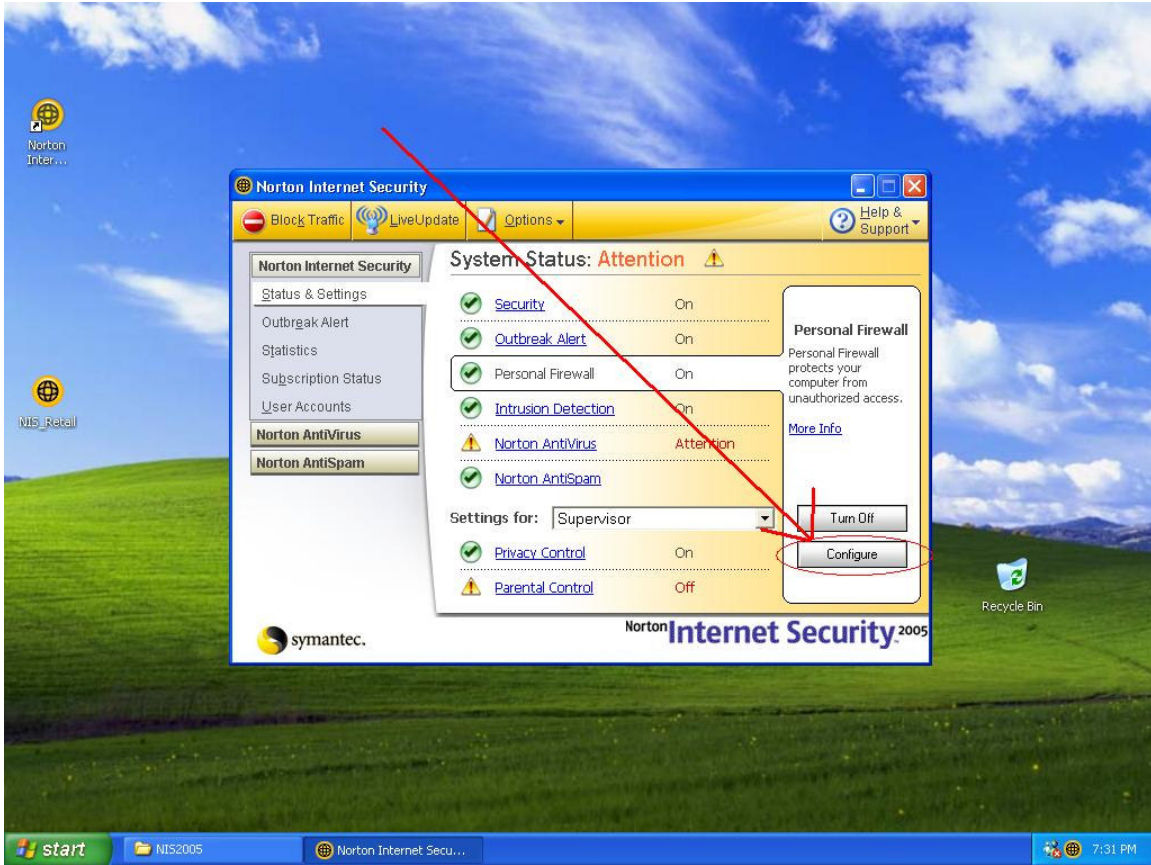 Norton
Inter...
NIS_Retail
Recycle Bin
Norton Internet Security
Block Traffic
LiveUpdate
Options
Help &
Support
Norton Internet Security
Status & Settings
Outbreak Alert
Statistics
Subscription Status
User Accounts
Norton AntiVirus
Norton AntiSpam
System Status: Attention
Security On
Outbreak Alert On
Personal Firewall On
Intrusion Detection On
Norton AntiVirus Attention
Norton AntiSpam
Settings for: Supervisor
Privacy Control On
Parental Control Off
Personal Firewall
Personal Firewall
protects your
computer from
unauthorized access.
More Info
Turn Off
Configure
symantec.
Norton Internet Security 2005
start
NIS2005
Norton Internet Secu...
7:31 PM